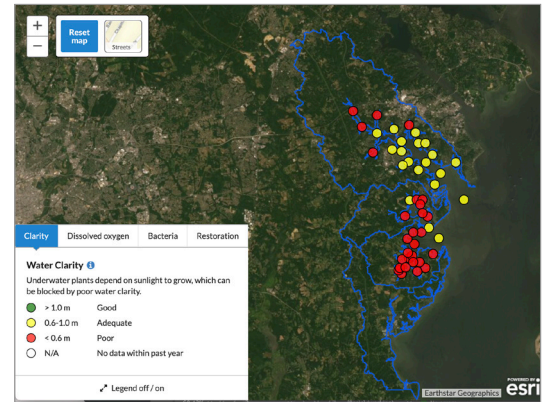 +
−
Reset
map
Streets
Clarity
Dissolved oxygen
Bacteria
Restoration
Water Clarity
Underwater plants depend on sunlight to grow, which can
be blocked by poor water clarity.
> 1.0 m Good
0.6-1.0 m Adequate
< 0.6 m Poor
N/A No data within past year
Legend off / on
Earthstar Geographics
POWERED BY
esri